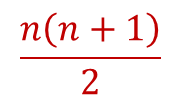 n(n + 1)
2